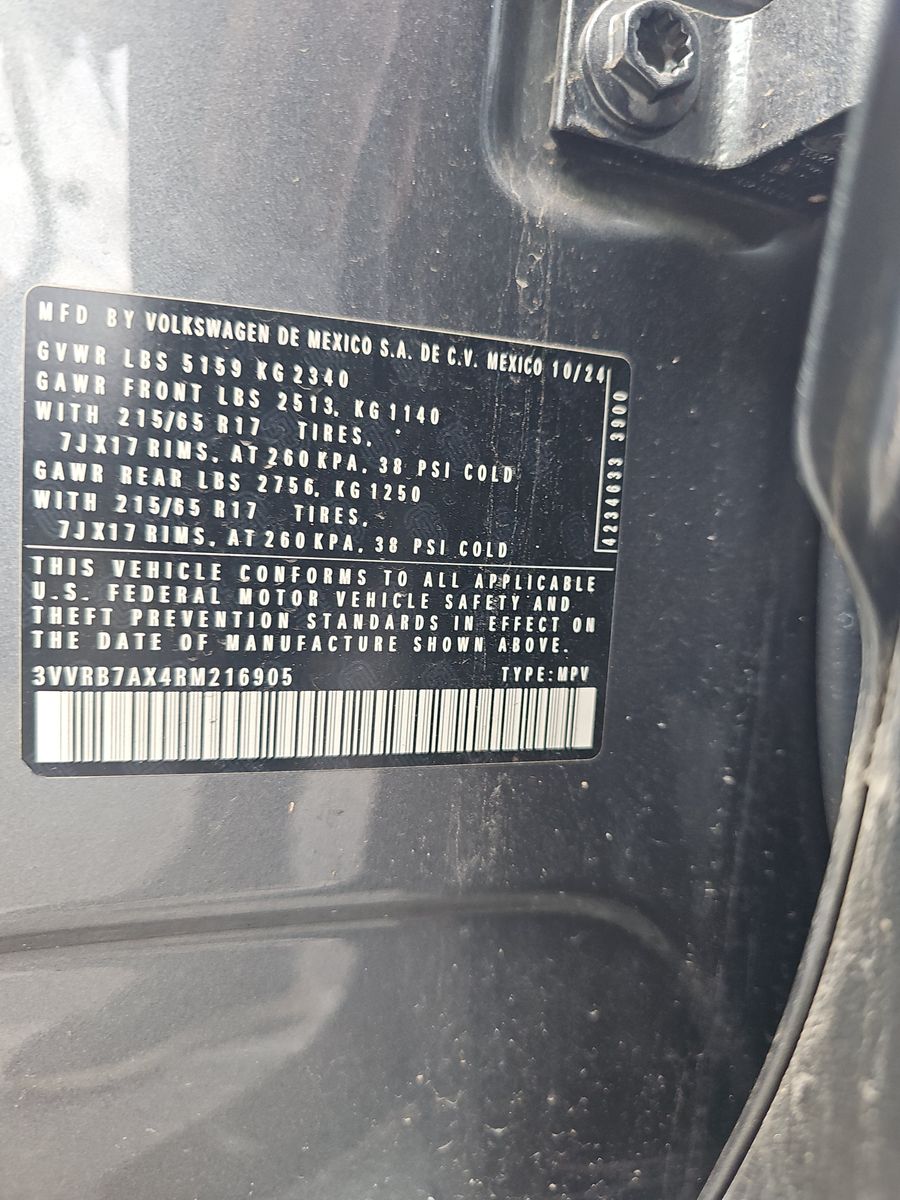 MFD BY VOLKSWAGEN DE MEXICO S.A. DE C.V. MEXICO 10/24
GVWR LBS 5159 KG 2340
GAWR FRONT LBS 2513, KG 1140
WITH 215/65 R17 TIRES,
7JX17 RIMS, AT 260 KPA, 38 PSI COLD
GAWR REAR LBS 2756, KG 1250
WITH 215/65 R17 TIRES,
7JX17 RIMS, AT 260 KPA, 38 PSI COLD
4234633 3900
THIS VEHICLE CONFORMS TO ALL APPLICABLE
U.S. FEDERAL MOTOR VEHICLE SAFETY AND
THEFT PREVENTION STANDARDS IN EFFECT ON
THE DATE OF MANUFACTURE SHOWN ABOVE.
3VVRB7AX4RM216905 TYPE: MPV